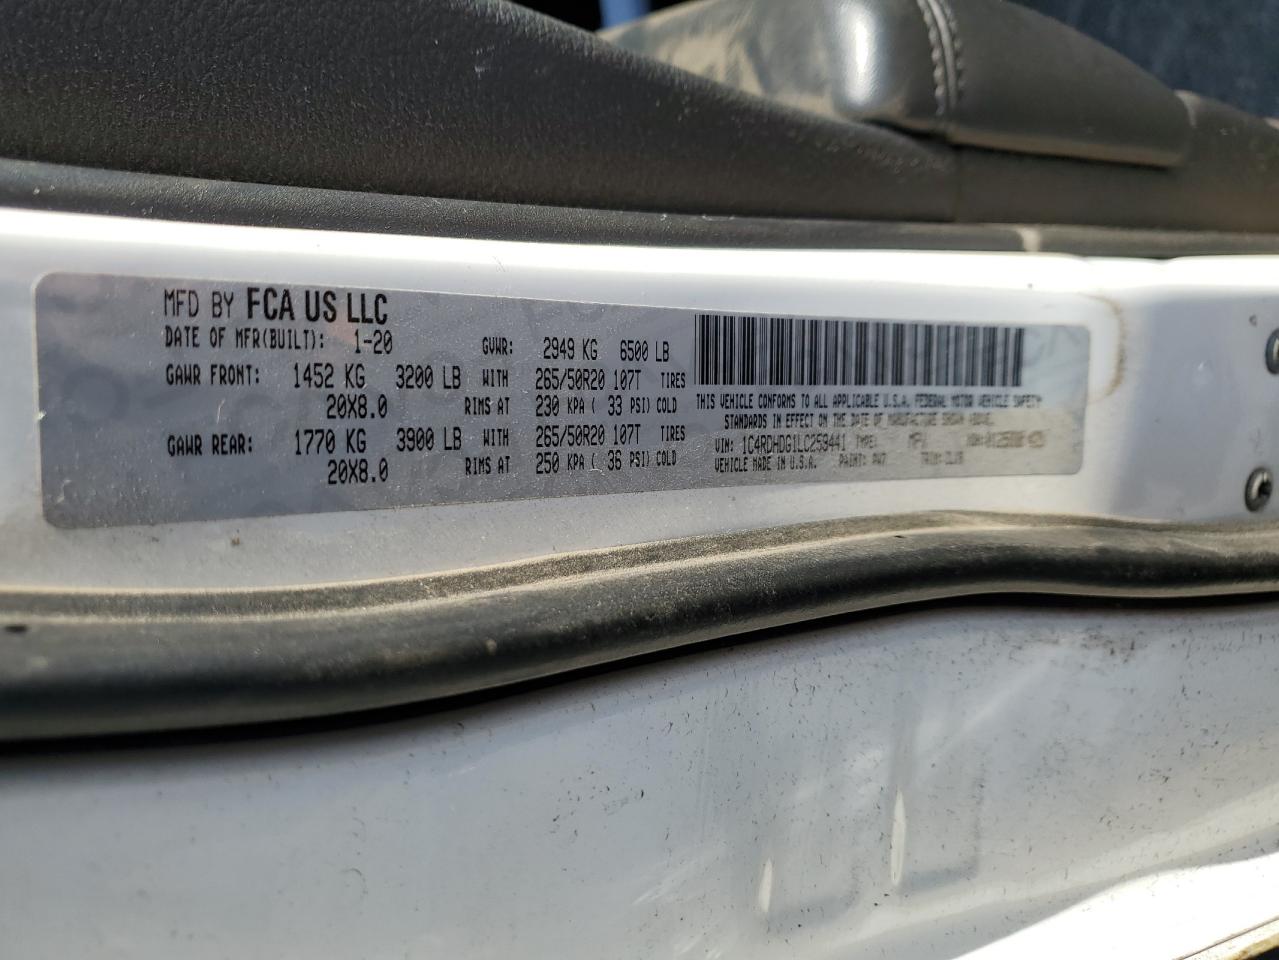 MFD BY FCA US LLC
DATE OF MFR(BUILT): 1-20 GVWR: 2949 KG 6500 LB
GAWR FRONT: 1452 KG 3200 LB WITH 265/50R20 107T TIRES
20X8.0 RIMS AT 230 KPA ( 33 PSI) COLD
GAWR REAR: 1770 KG 3900 LB WITH 265/50R20 107T TIRES
20X8.0 RIMS AT 250 KPA ( 36 PSI) COLD
THIS VEHICLE CONFORMS TO ALL APPLICABLE U.S.A. FEDERAL MOTOR VEHICLE SAFETY
STANDARDS IN EFFECT ON THE DATE OF MANUFACTURE SHOWN ABOVE.
VIN: 1C4RDHDG1LC259441 TYPE: MPV
VEHICLE MADE IN U.S.A. PAINT: PW7 TRIM: